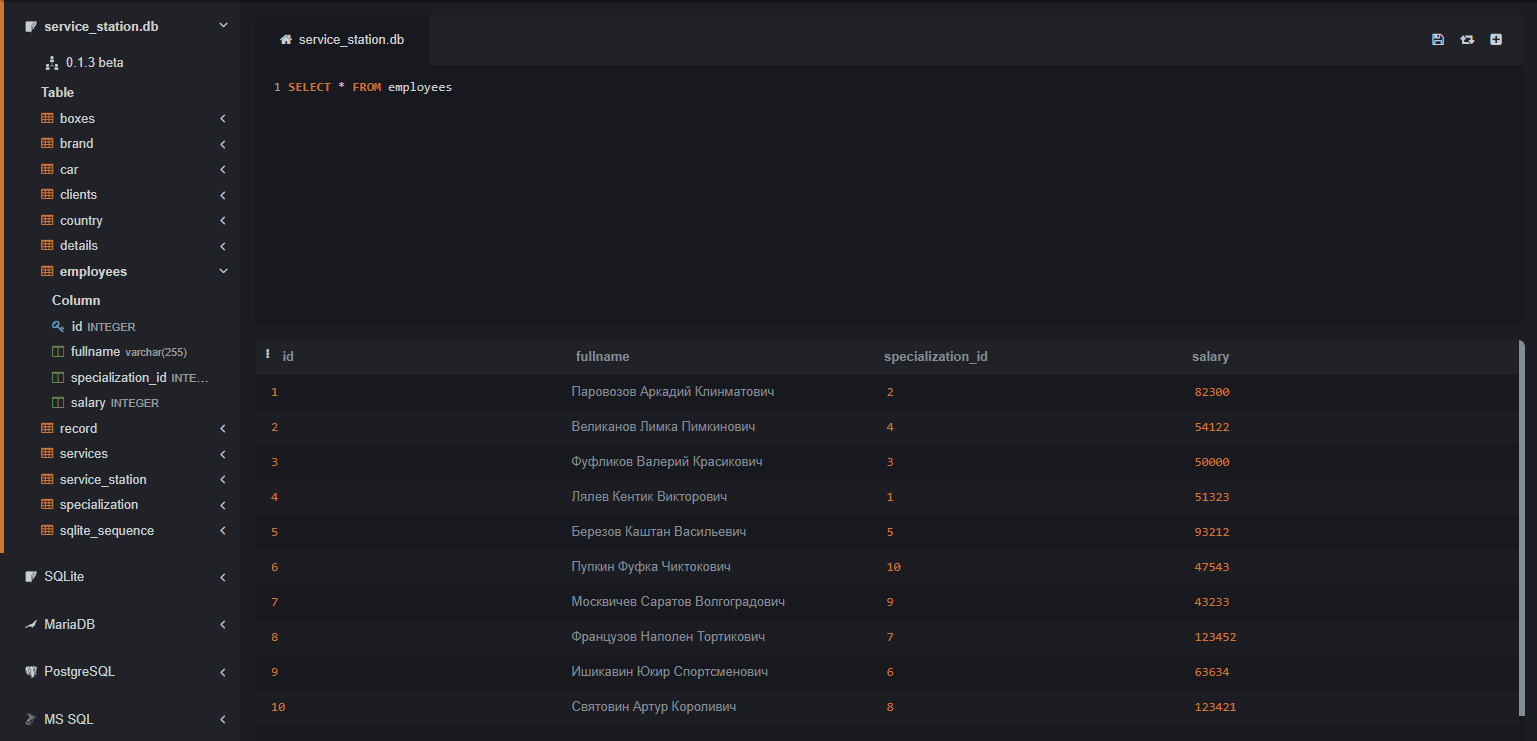 service_station.db
0.1.3 beta
Table
boxes
brand
car
clients
country
details
employees
Column
id INTEGER
fullname varchar(255)
specialization_id INTE...
salary INTEGER
record
services
service_station
specialization
sqlite_sequence
SQLite
MariaDB
PostgreSQL
MS SQL
service_station.db
1 SELECT * FROM employees
id fullname specialization_id salary
1 Паровозов Аркадий Клинматович 2 82300
2 Великанов Лимка Пимкинович 4 54122
3 Фуфликов Валерий Красикович 3 50000
4 Лялев Кентик Викторович 1 51323
5 Березов Каштан Васильевич 5 93212
6 Пупкин Фуфка Чиктокович 10 47543
7 Москвичев Саратов Волгоградович 9 43233
8 Французов Наполен Тортикович 7 123452
9 Ишикавин Юкир Спортсменович 6 63634
10 Святовин Артур Короливич 8 123421